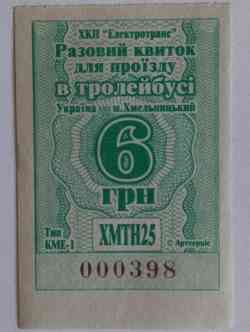 ХКП "Електротранс"
Разовий квиток
для проїзду
в тролейбусі
Україна м. Хмельницький
6
грн
Тип
КМЕ-1
ХМТН25
© Артсервіс
000398